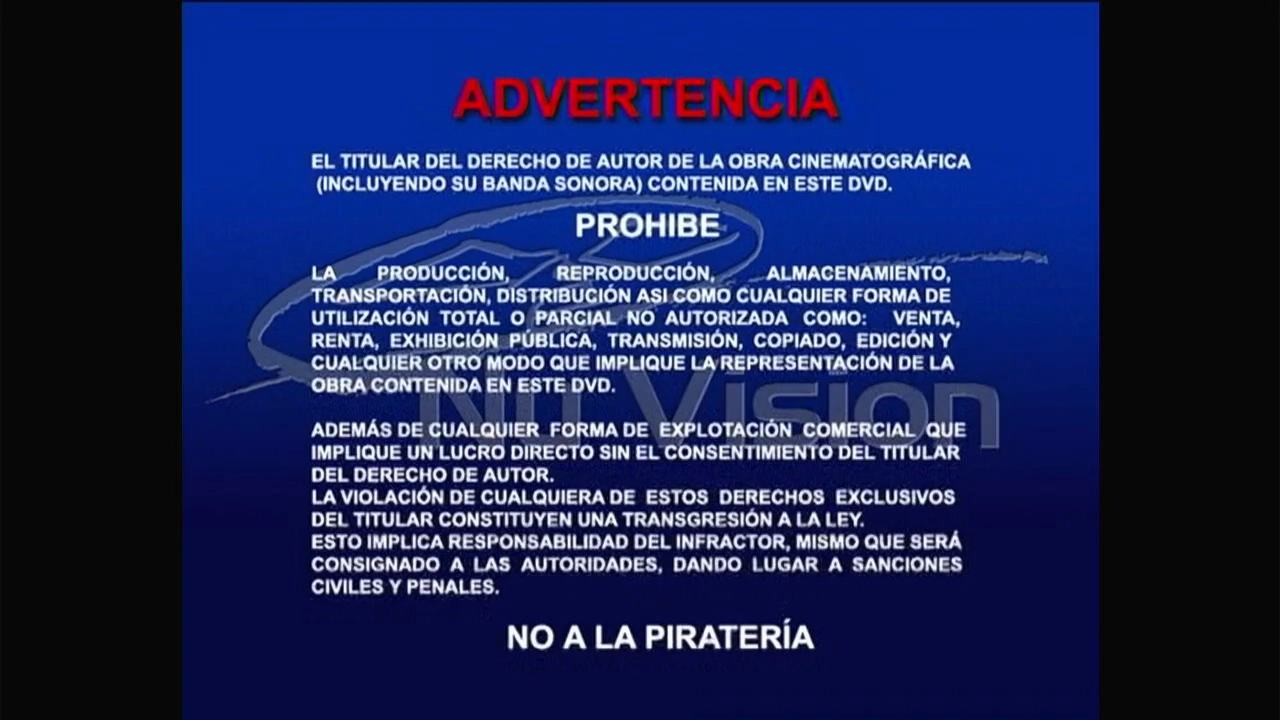 ADVERTENCIA
EL TITULAR DEL DERECHO DE AUTOR DE LA OBRA CINEMATOGRÁFICA
(INCLUYENDO SU BANDA SONORA) CONTENIDA EN ESTE DVD.
PROHIBE
LA PRODUCCIÓN, REPRODUCCIÓN, ALMACENAMIENTO,
TRANSPORTACIÓN, DISTRIBUCIÓN ASI COMO CUALQUIER FORMA DE
UTILIZACIÓN TOTAL O PARCIAL NO AUTORIZADA COMO: VENTA,
RENTA, EXHIBICIÓN PÚBLICA, TRANSMISIÓN, COPIADO, EDICIÓN Y
CUALQUIER OTRO MODO QUE IMPLIQUE LA REPRESENTACIÓN DE LA
OBRA CONTENIDA EN ESTE DVD.
Nu Vision
ADEMÁS DE CUALQUIER FORMA DE EXPLOTACIÓN COMERCIAL QUE
IMPLIQUE UN LUCRO DIRECTO SIN EL CONSENTIMIENTO DEL TITULAR
DEL DERECHO DE AUTOR.
LA VIOLACIÓN DE CUALQUIERA DE ESTOS DERECHOS EXCLUSIVOS
DEL TITULAR CONSTITUYEN UNA TRANSGRESIÓN A LA LEY.
ESTO IMPLICA RESPONSABILIDAD DEL INFRACTOR, MISMO QUE SERÁ
CONSIGNADO A LAS AUTORIDADES, DANDO LUGAR A SANCIONES
CIVILES Y PENALES.
NO A LA PIRATERÍA